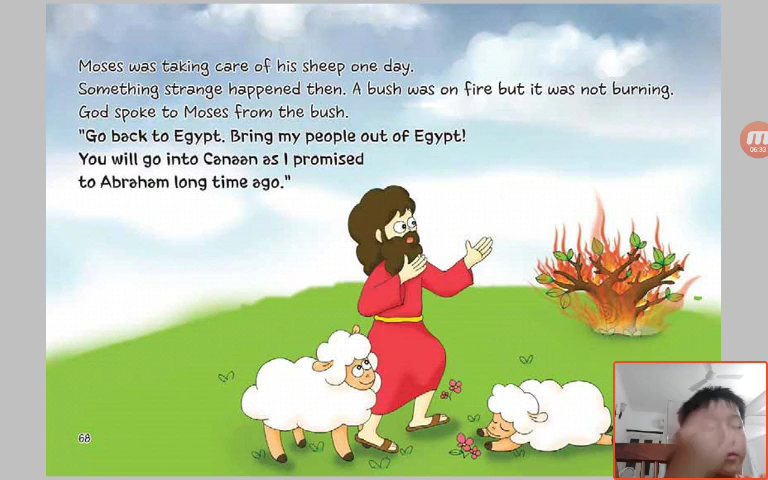 Moses was taking care of his sheep one day.
Something strange happened then. A bush was on fire but it was not burning.
God spoke to Moses from the bush.
"Go back to Egypt. Bring my people out of Egypt!
You will go into Canaan as I promised
to Abraham long time ago."
68
06:33